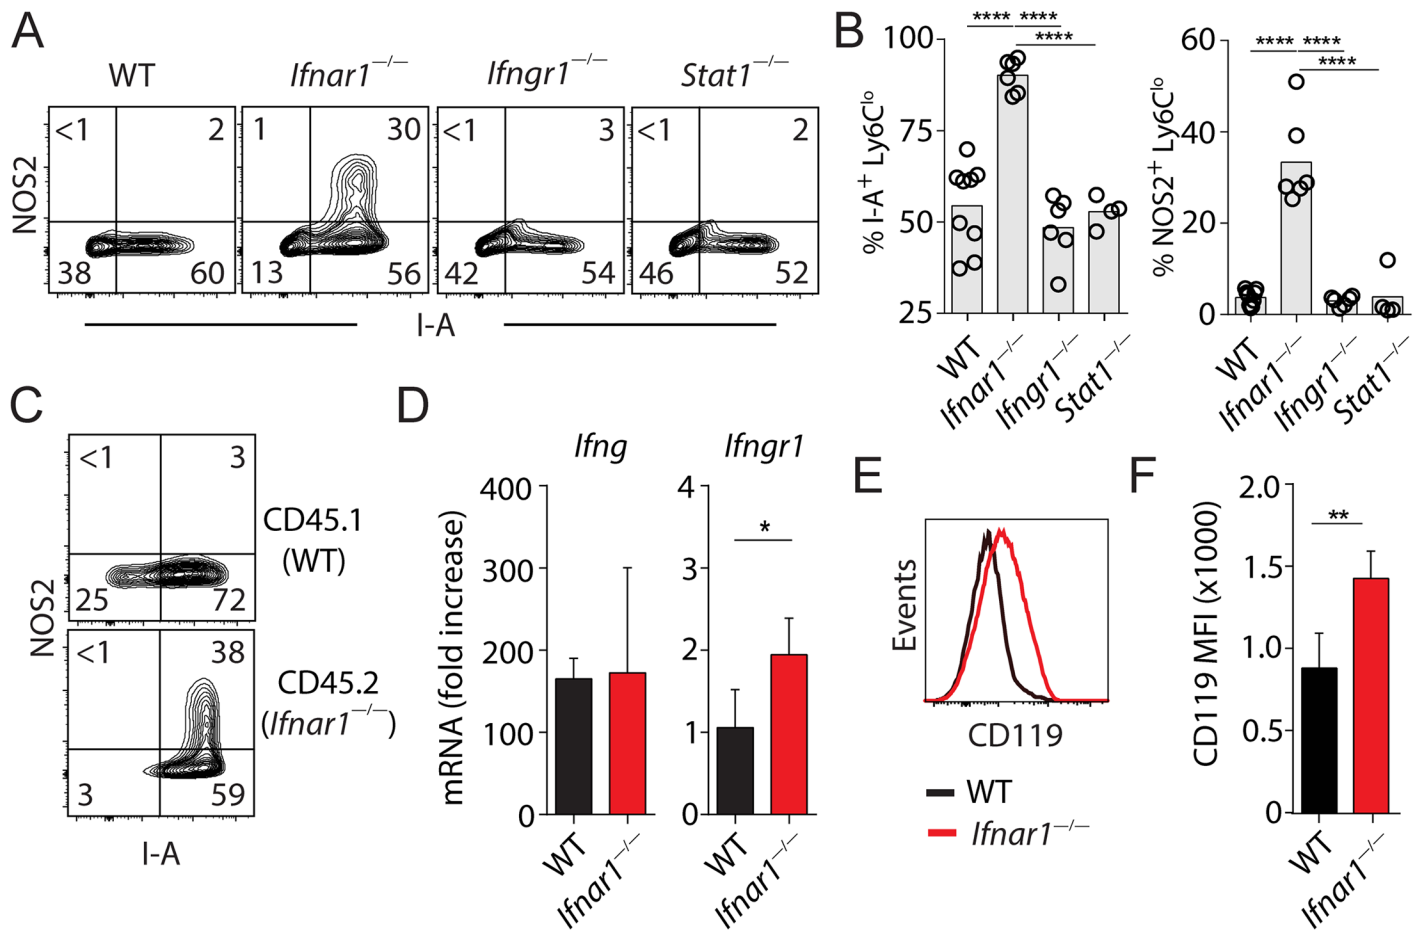 A
WT
Ifnar1−/−
Ifngr1−/−
Stat1−/−
NOS2
<1 2
38 60
1 30
13 56
<1 3
42 54
<1 2
46 52
I-A
B
% I-A+ Ly6Clo
100
75
50
25
**** ****
****
WT
Ifnar1−/−
Ifngr1−/−
Stat1−/−
% NOS2+ Ly6Clo
60
40
20
0
**** ****
****
WT
Ifnar1−/−
Ifngr1−/−
Stat1−/−
C
NOS2
<1 3
25 72
CD45.1
(WT)
<1 38
3 59
CD45.2
(Ifnar1−/−)
I-A
D
mRNA (fold increase)
Ifng
400
300
200
100
0
WT
Ifnar1−/−
Ifngr1
4
3
2
1
0
*
WT
Ifnar1−/−
E
Events
CD119
WT
Ifnar1−/−
F
CD119 MFI (x1000)
2.0
1.5
1.0
0.5
0
**
WT
Ifnar1−/−